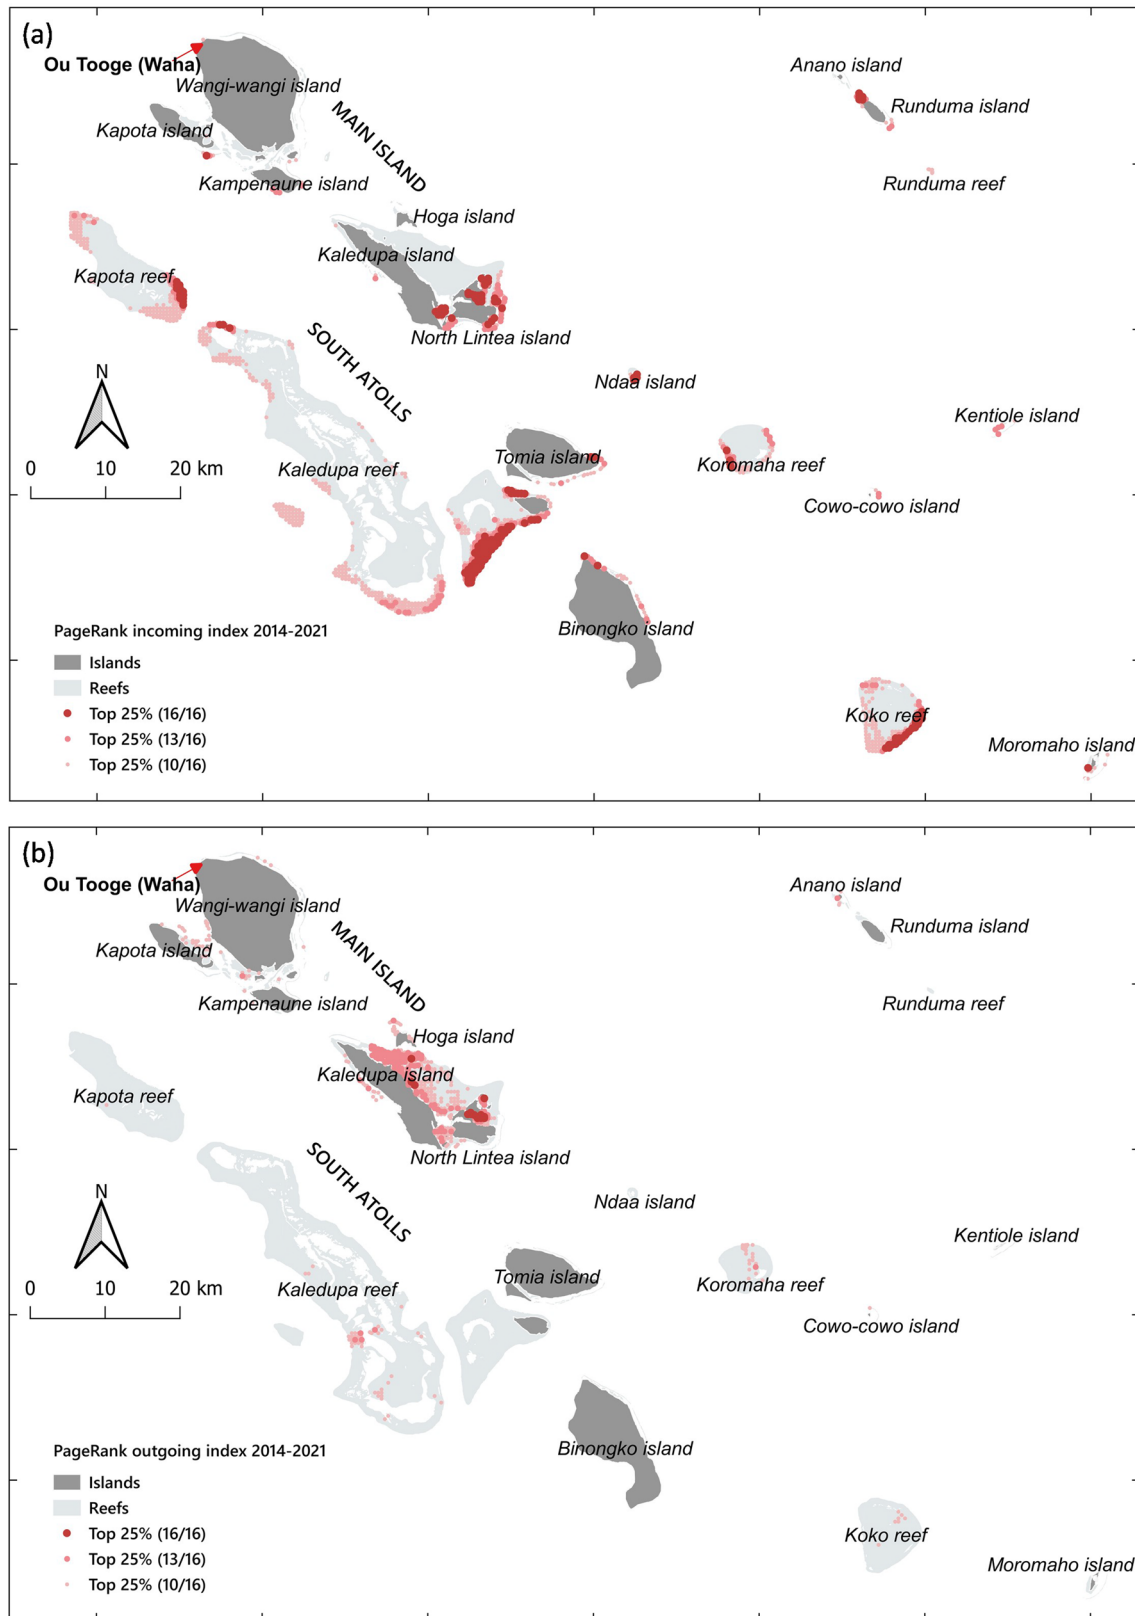 (a)
Ou Tooge (Waha)
Wangi-wangi island
Kapota island
Kampenaune island
MAIN ISLAND
Anano island
Runduma island
Runduma reef
Hoga island
Kaledupa island
Kapota reef
North Lintea island
SOUTH ATOLLS
Ndaa island
N
0 10 20 km
Kaledupa reef
Tomia island
Koromaha reef
Kentiole island
Cowo-cowo island
Binongko island
PageRank incoming index 2014-2021
Islands
Reefs
Top 25% (16/16)
Top 25% (13/16)
Top 25% (10/16)
Koko reef
Moromaho island
(b)
Ou Tooge (Waha)
Wangi-wangi island
Kapota island
Kampenaune island
MAIN ISLAND
Anano island
Runduma island
Runduma reef
Hoga island
Kaledupa island
Kapota reef
North Lintea island
SOUTH ATOLLS
Ndaa island
N
0 10 20 km
Kaledupa reef
Tomia island
Koromaha reef
Kentiole island
Cowo-cowo island
Binongko island
PageRank outgoing index 2014-2021
Islands
Reefs
Top 25% (16/16)
Top 25% (13/16)
Top 25% (10/16)
Koko reef
Moromaho island